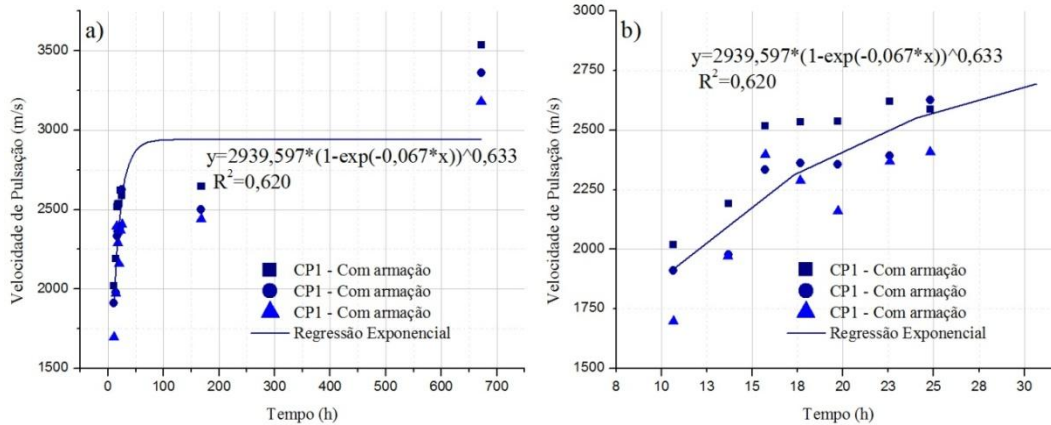 a)
3500
3000
2500
2000
1500
Velocidade de Pulsação (m/s)
y=2939,597*(1-exp(-0,067*x))^0,633
R²=0,620
CP1 - Com armação
CP1 - Com armação
CP1 - Com armação
Regressão Exponencial
0 100 200 300 400 500 600 700
Tempo (h)
b)
3000
2750
2500
2250
2000
1750
1500
Velocidade de Pulsação (m/s)
y=2939,597*(1-exp(-0,067*x))^0,633
R²=0,620
CP1 - Com armação
CP1 - Com armação
CP1 - Com armação
Regressão Exponencial
8 10 13 15 18 20 23 25 28 30
Tempo (h)